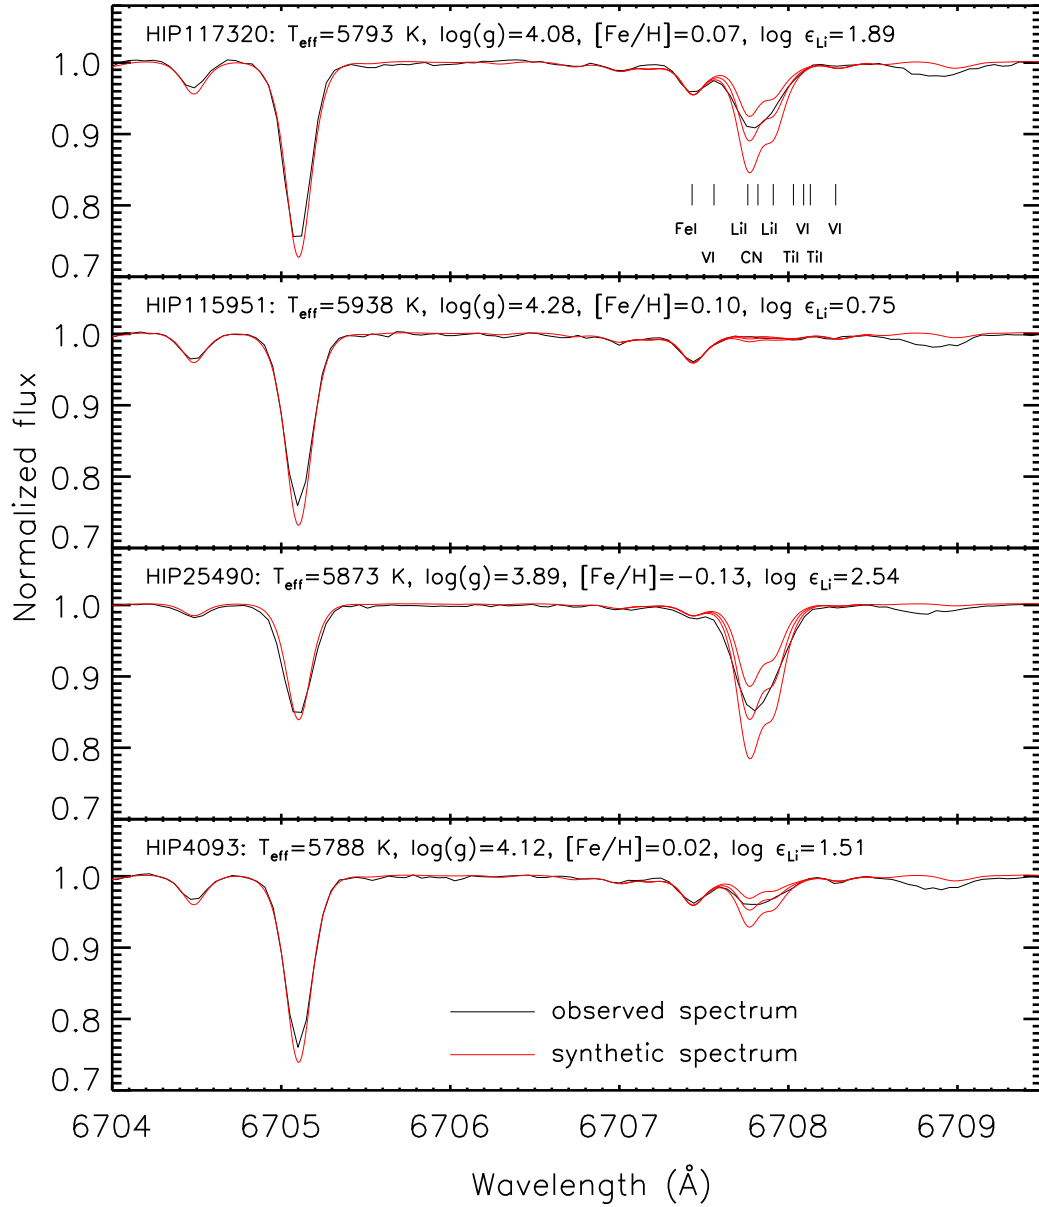 HIP117320: Teff=5793 K, log(g)=4.08, [Fe/H]=0.07, log ϵLi=1.89
1.0
0.9
0.8
0.7
FeI LiI LiI VI VI
VI CN TiI TiI
HIP115951: Teff=5938 K, log(g)=4.28, [Fe/H]=0.10, log ϵLi=0.75
1.0
0.9
0.8
0.7
Normalized flux
HIP25490: Teff=5873 K, log(g)=3.89, [Fe/H]=−0.13, log ϵLi=2.54
1.0
0.9
0.8
0.7
HIP4093: Teff=5788 K, log(g)=4.12, [Fe/H]=0.02, log ϵLi=1.51
1.0
0.9
0.8
0.7
observed spectrum
synthetic spectrum
6704 6705 6706 6707 6708 6709
Wavelength (Å)